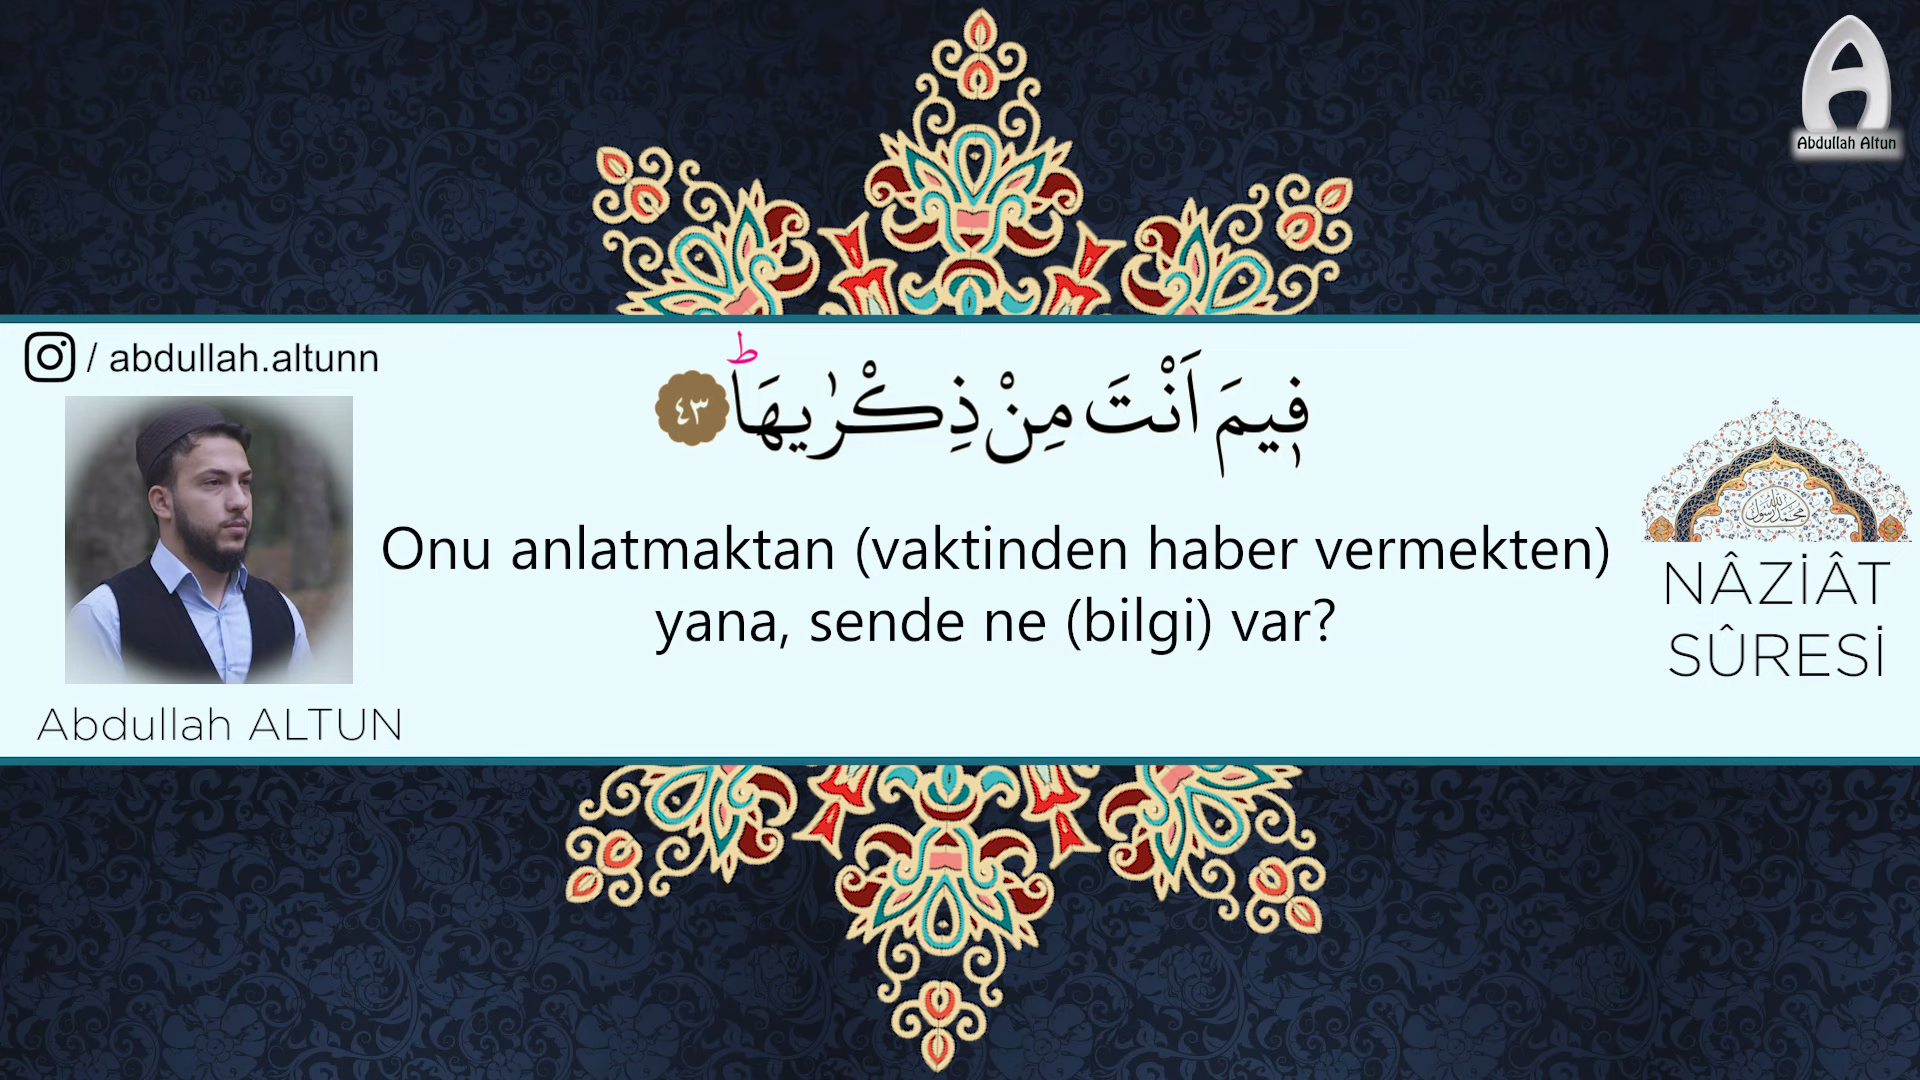 Abdullah Altun
/ abdullah.altunn
فٖيمَ اَنْتَ مِنْ ذِكْرٰيهَاؕ ﴿٤٣﴾
Onu anlatmaktan (vaktinden haber vermekten)
yana, sende ne (bilgi) var?
NÂZİÂT
SÛRESİ
Abdullah ALTUN